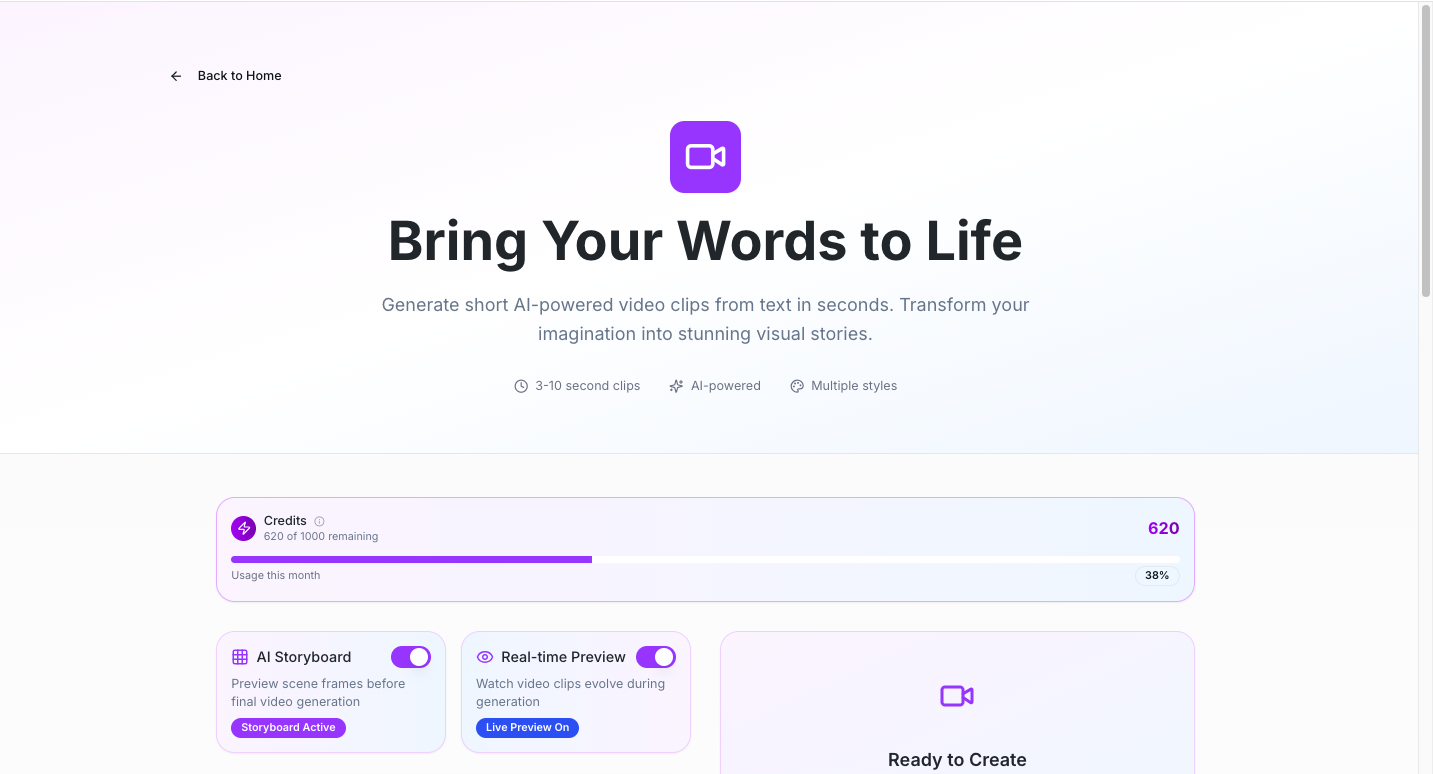 Back to Home
Bring Your Words to Life
Generate short AI-powered video clips from text in seconds. Transform your
imagination into stunning visual stories.
3-10 second clips
AI-powered
Multiple styles
Credits
620 of 1000 remaining
620
Usage this month
38%
AI Storyboard
Preview scene frames before
final video generation
Storyboard Active
Real-time Preview
Watch video clips evolve during
generation
Live Preview On
Ready to Create